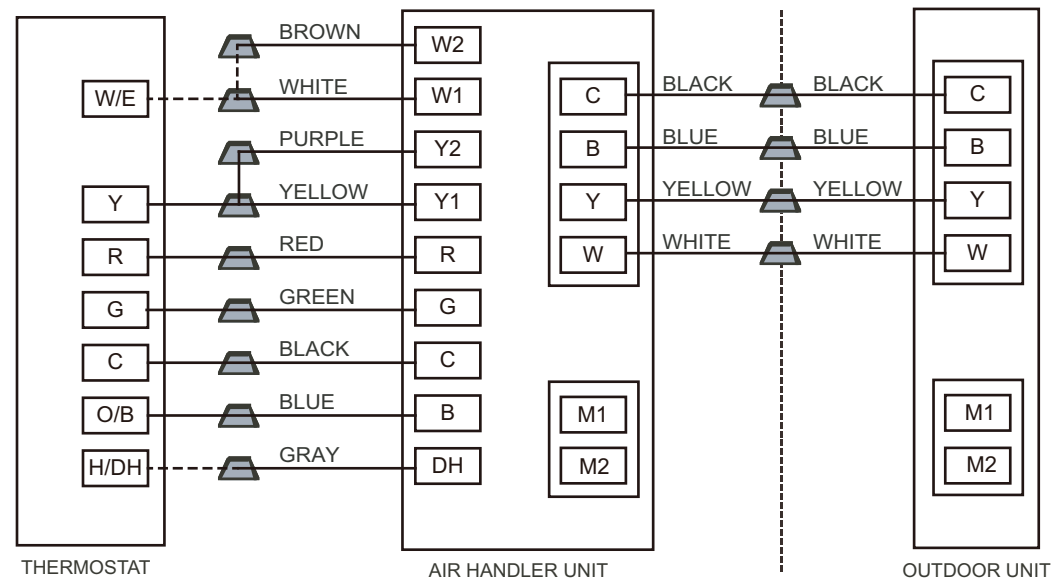 BROWN
W2
W/E
WHITE
W1
PURPLE
Y2
Y
YELLOW
Y1
R
RED
R
G
GREEN
G
C
BLACK
C
O/B
BLUE
B
H/DH
GRAY
DH
C
BLACK
BLACK
C
B
BLUE
BLUE
B
Y
YELLOW
YELLOW
Y
W
WHITE
WHITE
W
M1
M2
M1
M2
THERMOSTAT
AIR HANDLER UNIT
OUTDOOR UNIT